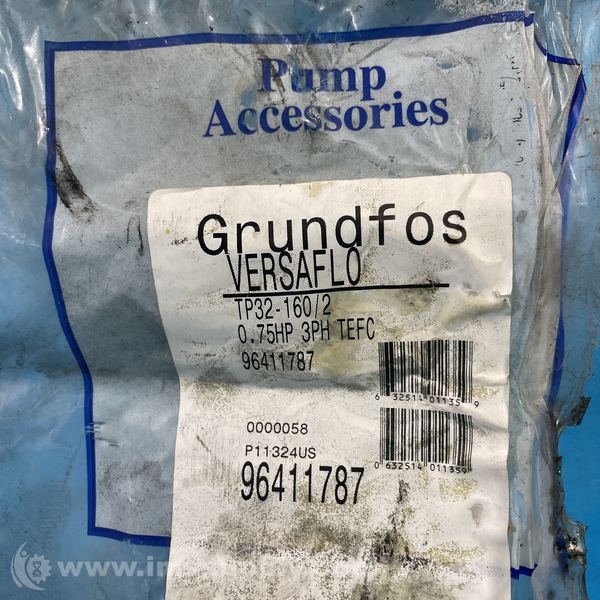 Pump
Accessories
Grundfos
VERSAFLO
TP32-160/2
0.75HP 3PH TEFC
96411787
6 32514 01135 9
0000058
P11324US
0 632514 011359
96411787